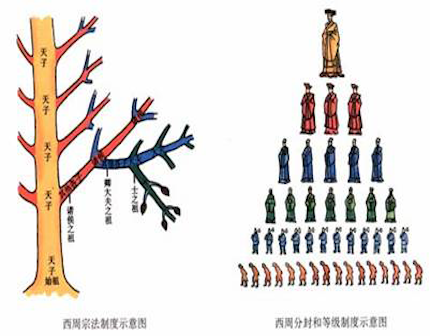 天子
天子
天子
天子
天子
始祖
诸侯之祖
卿大夫之祖
士之祖
西周宗法制度示意图
西周分封和等级制度示意图